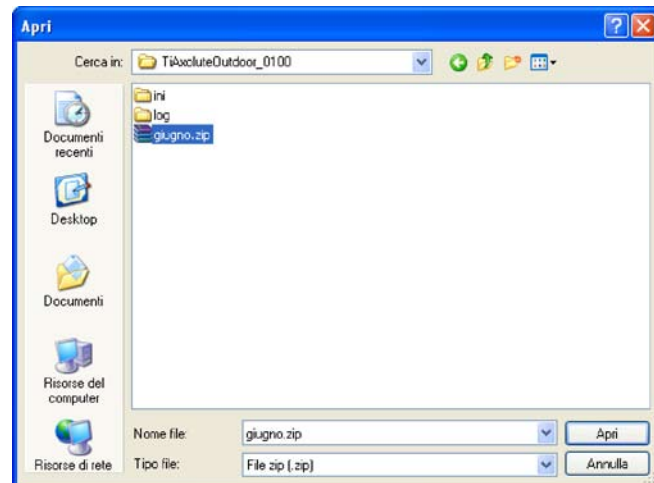 Apri
Cerca in: TiAxoluteOutdoor_0100
ini
log
giugno.zip
Documenti
recenti
Desktop
Documenti
Risorse del
computer
Risorse di rete
Nome file: giugno.zip Apri
Tipo file: File zip (.zip) Annulla